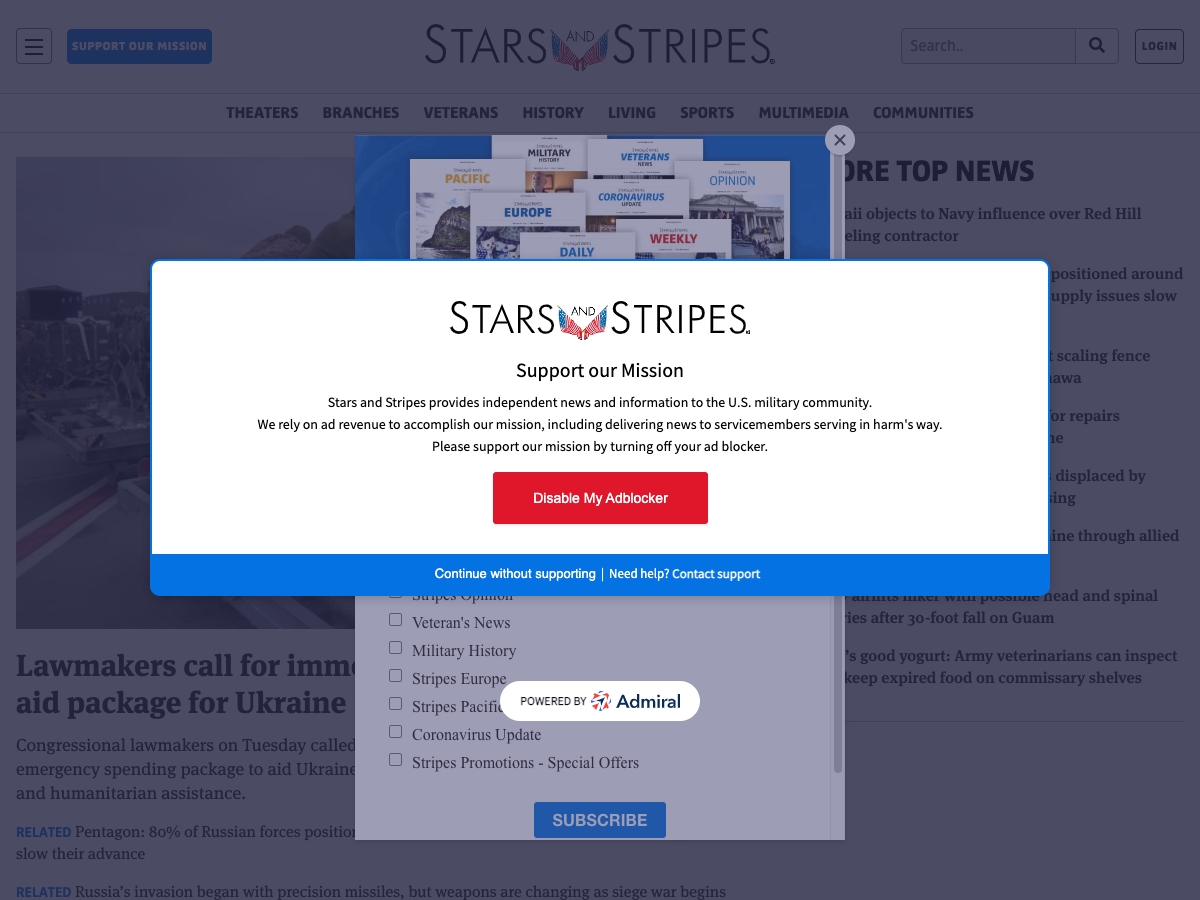 SUPPORT OUR MISSION
STARS AND STRIPES
Search..
LOGIN
THEATERS BRANCHES VETERANS HISTORY LIVING SPORTS MULTIMEDIA COMMUNITIES
MILITARY
HISTORY
VETERANS
NEWS
PACIFIC
OPINION
CORONAVIRUS
UPDATE
EUROPE
WEEKLY
DAILY
ORE TOP NEWS
aii objects to Navy influence over Red Hill
eling contractor
positioned around
upply issues slow
t scaling fence
awa
for repairs
ne
displaced by
sing
ine through allied
airlifts hiker with possible head and spinal
ries after 30-foot fall on Guam
's good yogurt: Army veterinarians can inspect
keep expired food on commissary shelves
STARS AND STRIPES
Support our Mission
Stars and Stripes provides independent news and information to the U.S. military community.
We rely on ad revenue to accomplish our mission, including delivering news to servicemembers serving in harm's way.
Please support our mission by turning off your ad blocker.
Disable My Adblocker
Continue without supporting | Need help? Contact support
Stripes Opinion
Veteran's News
Military History
Stripes Europe
Stripes Pacific
Coronavirus Update
Stripes Promotions - Special Offers
SUBSCRIBE
POWERED BY Admiral
Lawmakers call for imme
aid package for Ukraine
Congressional lawmakers on Tuesday called
emergency spending package to aid Ukraine
and humanitarian assistance.
RELATED Pentagon: 80% of Russian forces position
slow their advance
RELATED Russia's invasion began with precision missiles, but weapons are changing as siege war begins